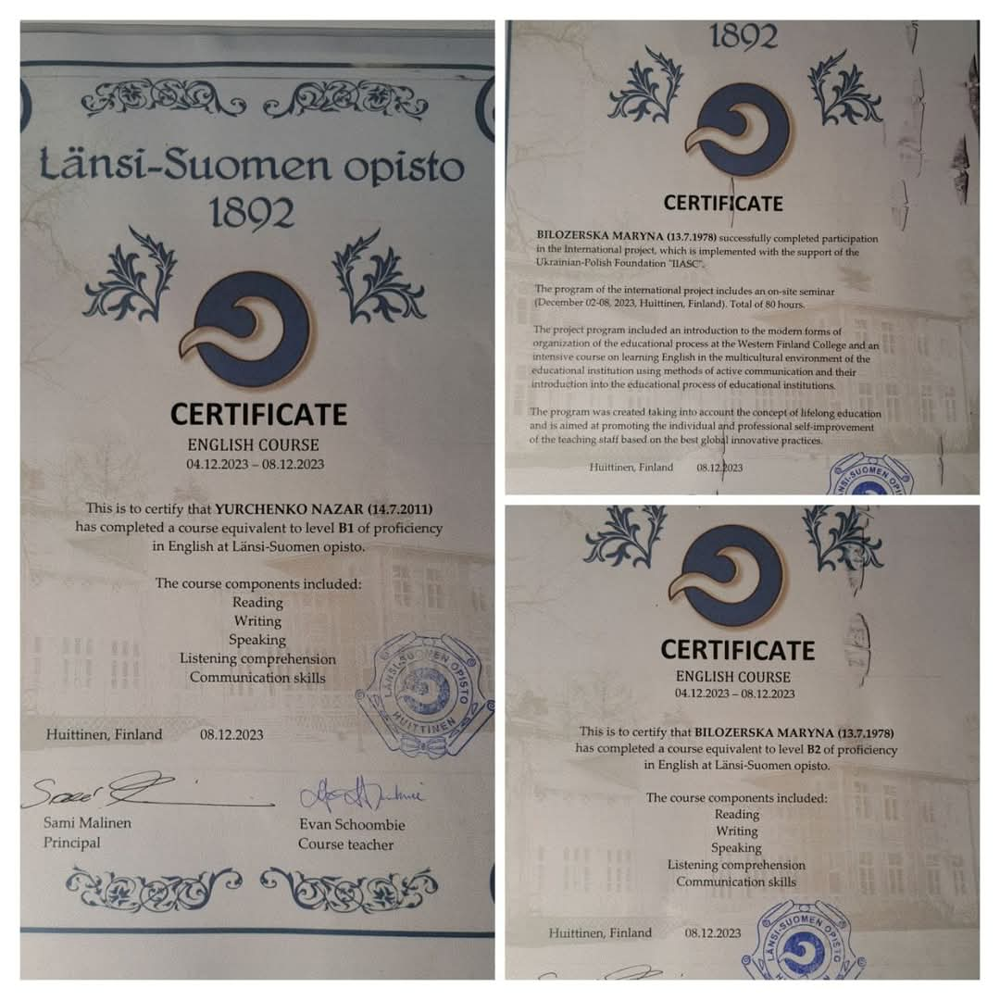 Länsi-Suomen opisto
1892
CERTIFICATE
ENGLISH COURSE
04.12.2023 – 08.12.2023
This is to certify that YURCHENKO NAZAR (14.7.2011)
has completed a course equivalent to level B1 of proficiency
in English at Länsi-Suomen opisto.
The course components included:
Reading
Writing
Speaking
Listening comprehension
Communication skills
LÄNSI-SUOMEN OPISTO
HUITTINEN
Huittinen, Finland 08.12.2023
Sami Malinen
Principal
Evan Schoombie
Course teacher
1892
CERTIFICATE
BILOZERSKA MARYNA (13.7.1978) successfully completed participation
in the International project, which is implemented with the support of the
Ukrainian-Polish Foundation "IIASC".
The program of the international project includes an on-site seminar
(December 02-08, 2023, Huittinen, Finland). Total of 80 hours.
The project program included an introduction to the modern forms of
organization of the educational process at the Western Finland College and an
intensive course on learning English in the multicultural environment of the
educational institution using methods of active communication and their
introduction into the educational process of educational institutions.
The program was created taking into account the concept of lifelong education
and is aimed at promoting the individual and professional self-improvement
of the teaching staff based on the best global innovative practices.
Huittinen, Finland 08.12.2023
NSI-SUOMEN OPI
CERTIFICATE
ENGLISH COURSE
04.12.2023 – 08.12.2023
This is to certify that BILOZERSKA MARYNA (13.7.1978)
has completed a course equivalent to level B2 of proficiency
in English at Länsi-Suomen opisto.
The course components included:
Reading
Writing
Speaking
Listening comprehension
Communication skills
Huittinen, Finland 08.12.2023
LÄNSI-SUOMEN OPISTO